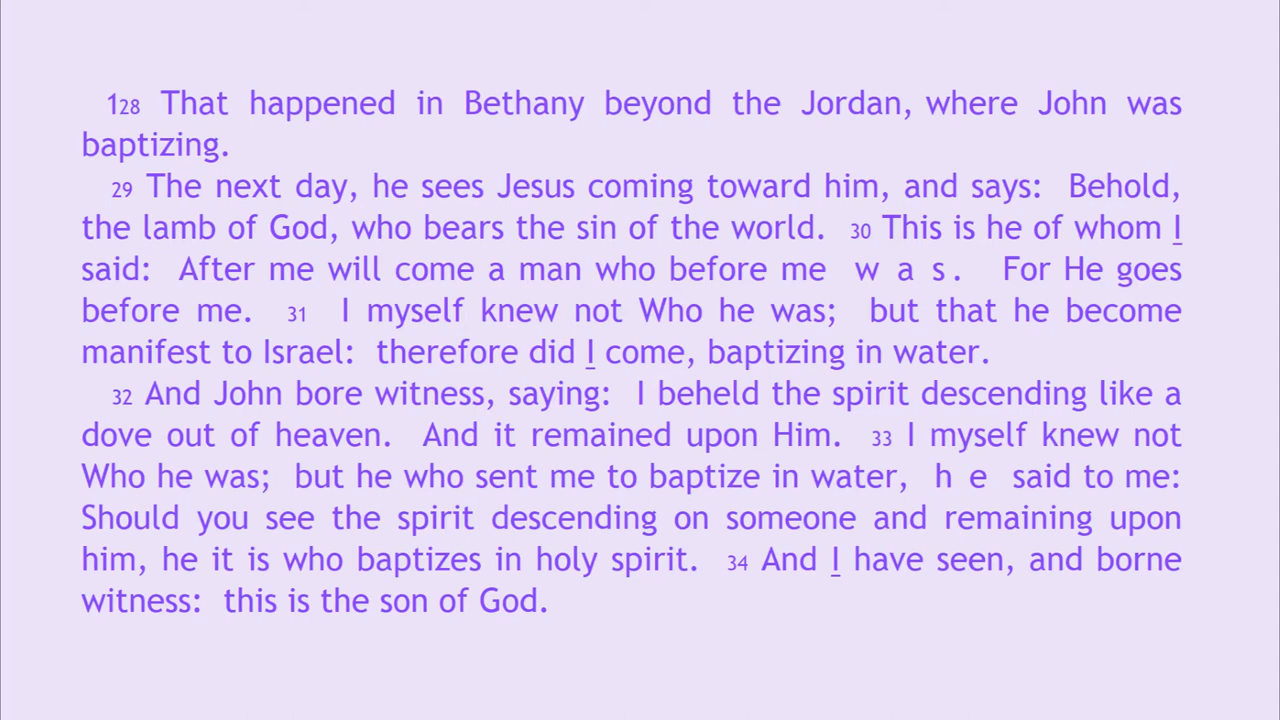 128 That happened in Bethany beyond the Jordan, where John was
baptizing.
29 The next day, he sees Jesus coming toward him, and says: Behold,
the lamb of God, who bears the sin of the world. 30 This is he of whom I
said: After me will come a man who before me w a s. For He goes
before me. 31 I myself knew not Who he was; but that he become
manifest to Israel: therefore did I come, baptizing in water.
32 And John bore witness, saying: I beheld the spirit descending like a
dove out of heaven. And it remained upon Him. 33 I myself knew not
Who he was; but he who sent me to baptize in water, h e said to me:
Should you see the spirit descending on someone and remaining upon
him, he it is who baptizes in holy spirit. 34 And I have seen, and borne
witness: this is the son of God.